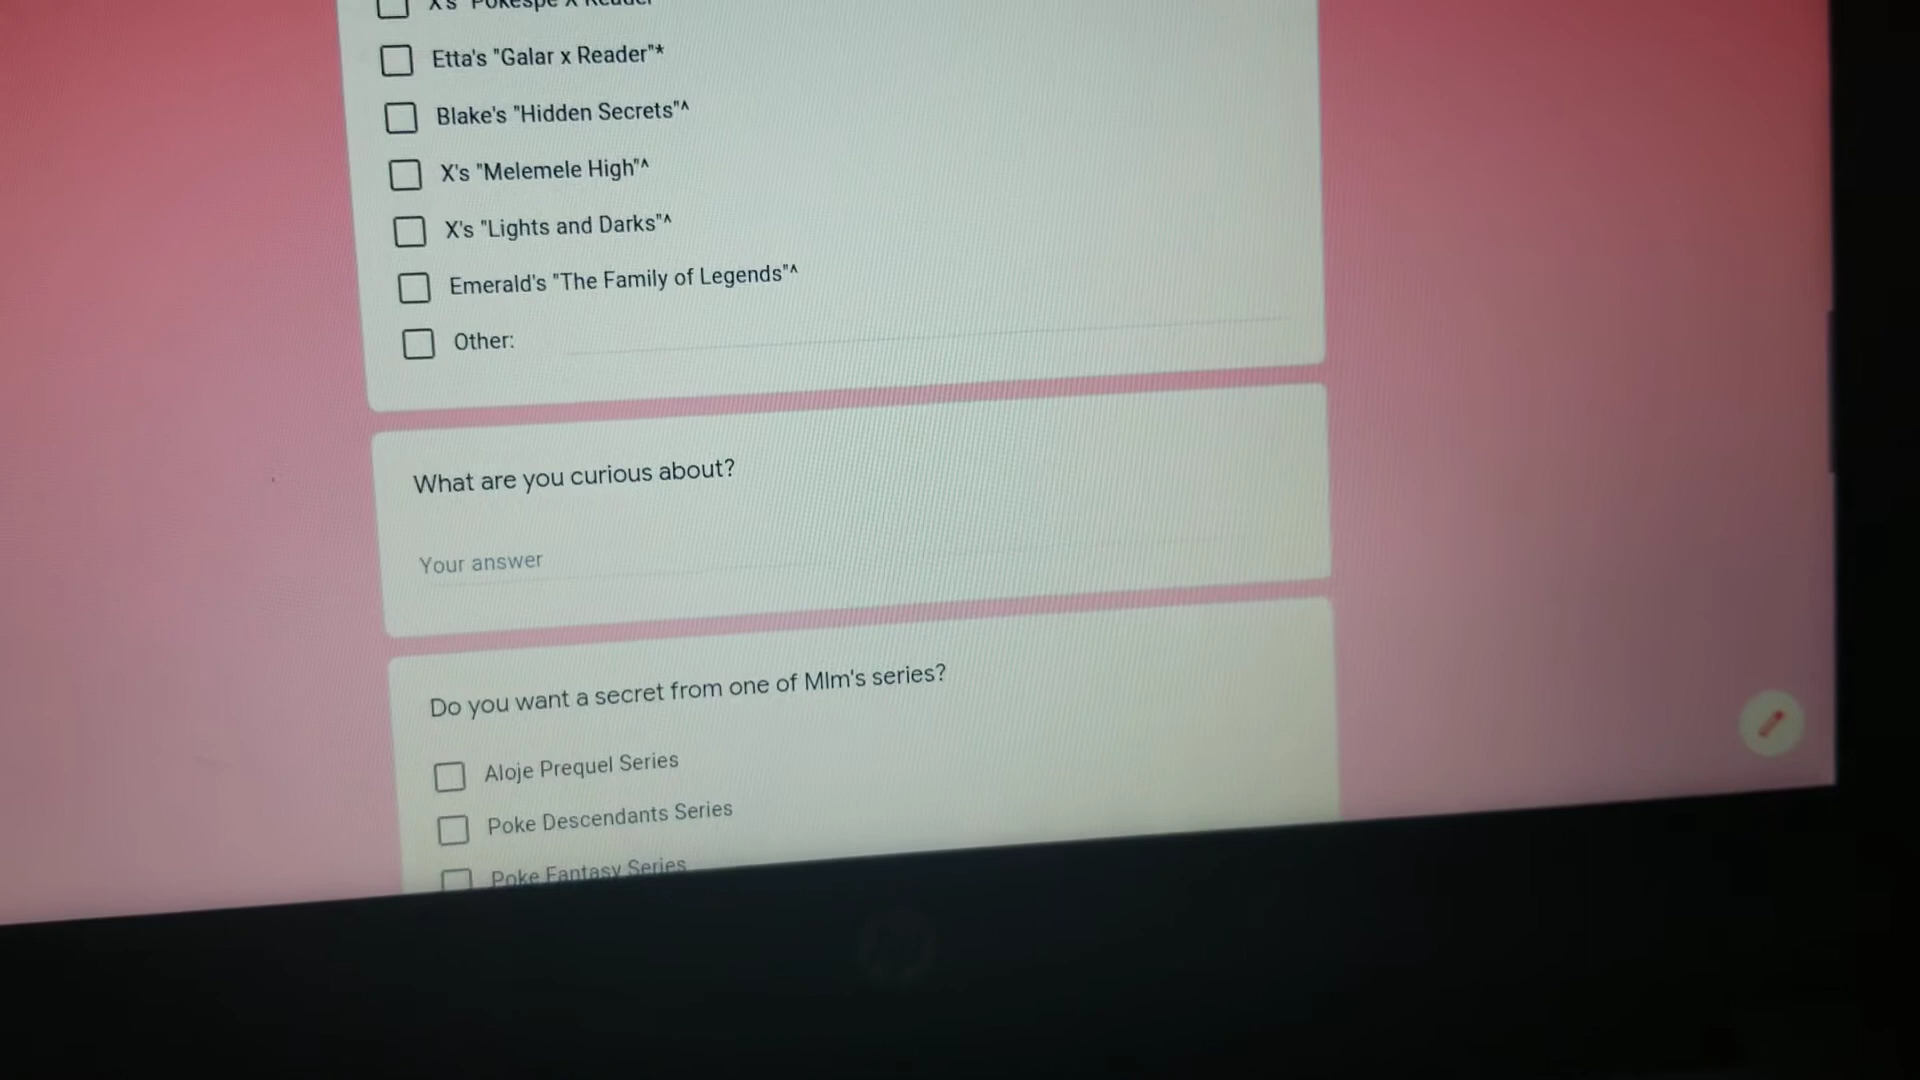 X's "Pokespe x Reader"
Etta's "Galar x Reader"*
Blake's "Hidden Secrets"^
X's "Melemele High"^
X's "Lights and Darks"^
Emerald's "The Family of Legends"^
Other:
What are you curious about?
Your answer
Do you want a secret from one of Mlm's series?
Aloje Prequel Series
Poke Descendants Series
Poke Fantasy Series